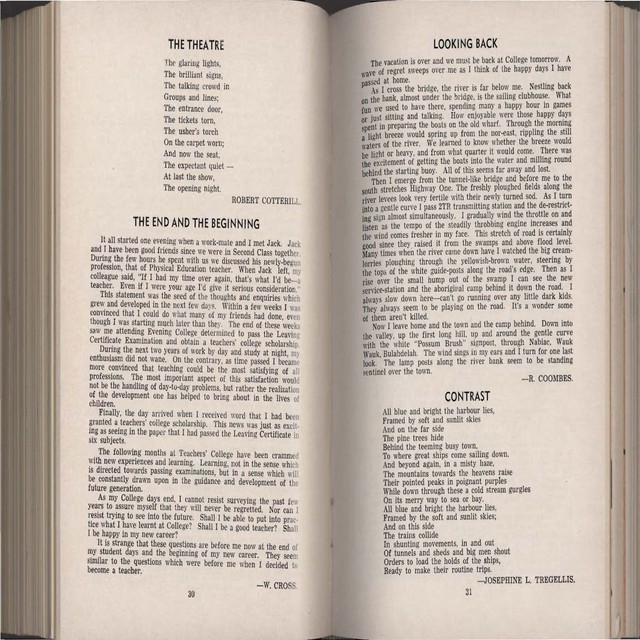 THE THEATRE
The glaring lights,
The brilliant signs,
The talking crowd in
Groups and lines;
The entrance door,
The tickets torn,
The usher's torch
On the carpet worn;
And now the seat,
The expectant quiet —
At last the show,
The opening night.
ROBERT COTTERILL.
THE END AND THE BEGINNING
It all started one evening when a work-mate and I met Jack. Jack
and I have been good friends since we were in Second Class together.
During the few hours he spent with us we discussed his newly-begun
profession, that of Physical Education teacher. When Jack left, my
colleague said, "If I had my time over again, that's what I'd be—a
teacher. Even if I were your age I'd give it serious consideration."
This statement was the seed of the thoughts and enquiries which
grew and developed in the next few days. Within a few weeks I was
convinced that I could do what many of my friends had done, even
though I was starting much later than they. The end of these weeks
saw me attending Evening College determined to pass the Leaving
Certificate Examination and obtain a teachers' college scholarship.
During the next two years of work by day and study at night, my
enthusiasm did not wane. On the contrary, as time passed I became
more convinced that teaching could be the most satisfying of all
professions. The most important aspect of this satisfaction would
not be the handling of day-to-day problems, but rather the realization
of the development one has helped to bring about in the lives of
children.
Finally, the day arrived when I received word that I had been
granted a teachers' college scholarship. This news was just as excit-
ing as seeing in the paper that I had passed the Leaving Certificate in
six subjects.
The following months at Teachers' College have been crammed
with new experiences and learning. Learning, not in the sense which
is directed towards passing examinations, but in a sense which will
be constantly drawn upon in the guidance and development of the
future generation.
As my College days end, I cannot resist surveying the past few
years to assure myself that they will never be regretted. Nor can I
resist trying to see into the future. Shall I be able to put into prac-
tice what I have learnt at College? Shall I be a good teacher? Shall
I be happy in my new career?
It is strange that these questions are before me now at the end of
my student days and the beginning of my new career. They seem
similar to the questions which were before me when I decided to
become a teacher.
—W. CROSS.
30
LOOKING BACK
The vacation is over and we must be back at College tomorrow. A
wave of regret sweeps over me as I think of the happy days I have
passed at home.
As I cross the bridge, the river is far below me. Nestling back
on the bank, almost under the bridge, is the sailing clubhouse. What
fun we used to have there, spending many a happy hour in games
or just sitting and talking. How enjoyable were those happy days
spent in preparing the boats on the old wharf. Through the morning
a light breeze would spring up from the nor-east, rippling the still
waters of the river. We learned to know whether the breeze would
be light or heavy, and from what quarter it would come. There was
the excitement of getting the boats into the water and milling round
behind the starting buoy. All of this seems far away and lost.
Then I emerge from the tunnel-like bridge and before me to the
south stretches Highway One. The freshly ploughed fields along the
river levees look very fertile with their newly turned sod. As I turn
into a gentle curve I pass 2TR transmitting station and the de-restrict-
ing sign almost simultaneously. I gradually wind the throttle on and
listen as the tempo of the steadily throbbing engine increases and
the wind comes fresher in my face. This stretch of road is certainly
good since they raised it from the swamps and above flood level.
Many times when the river came down have I watched the big cream-
lorries ploughing through the yellowish-brown water, steering by
the tops of the white guide-posts along the road's edge. Then as I
rise over the small hump out of the swamp I can see the new
service-station and the aboriginal camp behind it down the road. I
always slow down here—can't go running over any little dark kids.
They always seem to be playing on the road. It's a wonder some
of them aren't killed.
Now I leave home and the town and the camp behind. Down into
the valley, up the first long hill, up and around the gentle curve
with the white "Possum Brush" signpost, through Nabiac, Wauk
Wauk, Bulahdelah. The wind sings in my ears and I turn for one last
look. The lamp posts along the river bank seem to be standing
sentinel over the town.
—R. COOMBES.
CONTRAST
All blue and bright the harbour lies,
Framed by soft and sunlit skies
And on the far side
The pine trees hide
Behind the teeming busy town,
To where great ships come sailing down.
And beyond again, in a misty haze,
The mountains towards the heavens raise
Their pointed peaks in poignant purples
While down through these a cold stream gurgles
On its merry way to sea or bay.
All blue and bright the harbour lies,
Framed by the soft and sunlit skies;
And on this side
The trains collide
In shunting movements, in and out
Of tunnels and sheds and big men shout
Orders to load the holds of the ships,
Ready to make their routine trips.
—JOSEPHINE L. TREGELLIS.
31